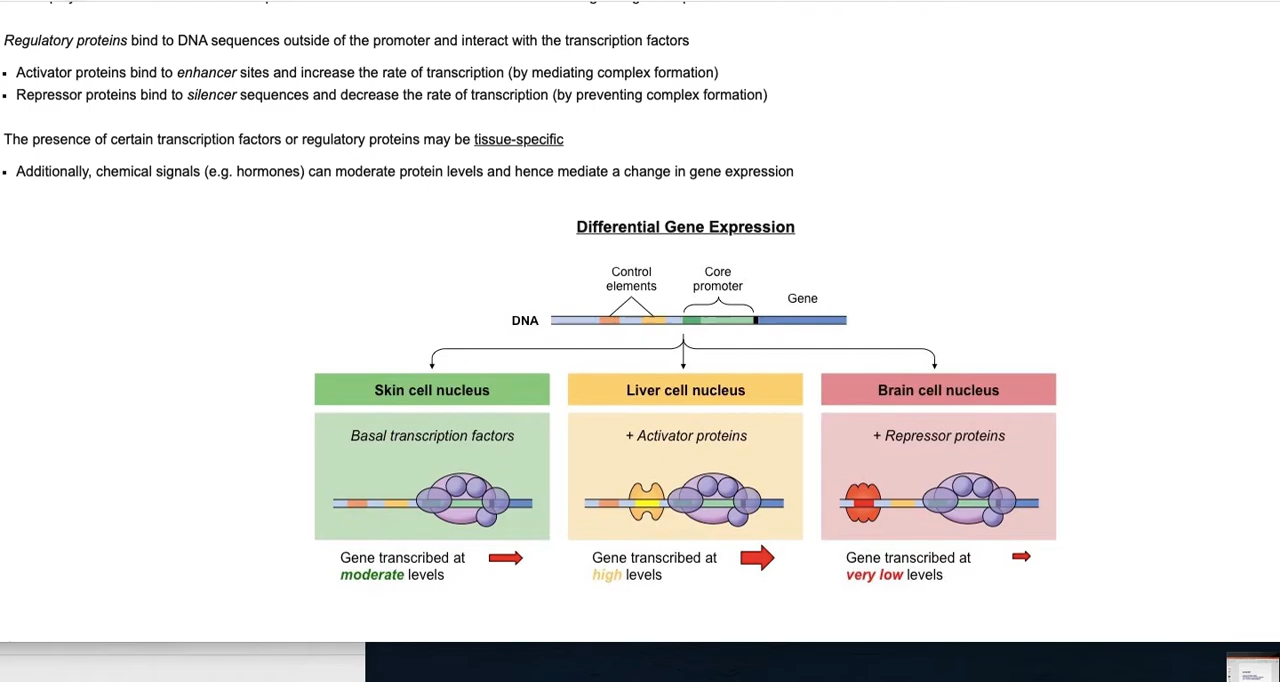 Regulatory proteins bind to DNA sequences outside of the promoter and interact with the transcription factors
▪ Activator proteins bind to enhancer sites and increase the rate of transcription (by mediating complex formation)
▪ Repressor proteins bind to silencer sequences and decrease the rate of transcription (by preventing complex formation)
The presence of certain transcription factors or regulatory proteins may be tissue-specific
▪ Additionally, chemical signals (e.g. hormones) can moderate protein levels and hence mediate a change in gene expression
Differential Gene Expression
Control
elements
Core
promoter
Gene
DNA
Skin cell nucleus
Basal transcription factors
Gene transcribed at
moderate levels
Liver cell nucleus
+ Activator proteins
Gene transcribed at
high levels
Brain cell nucleus
+ Repressor proteins
Gene transcribed at
very low levels